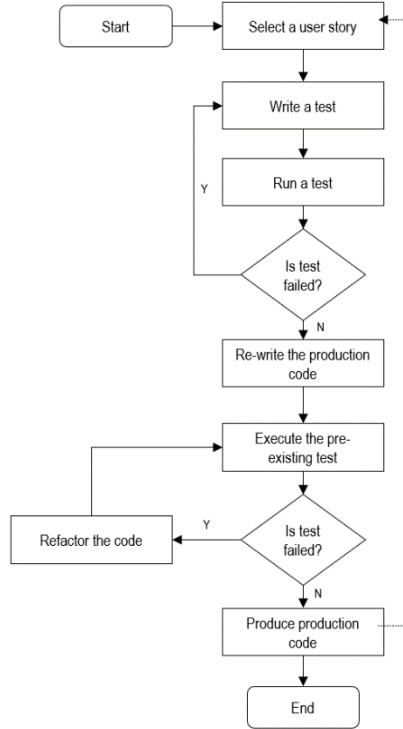 Start
Select a user story
Write a test
Run a test
Y
Is test
failed?
N
Re-write the production
code
Execute the pre-
existing test
Refactor the code
Y
Is test
failed?
N
Produce production
code
End